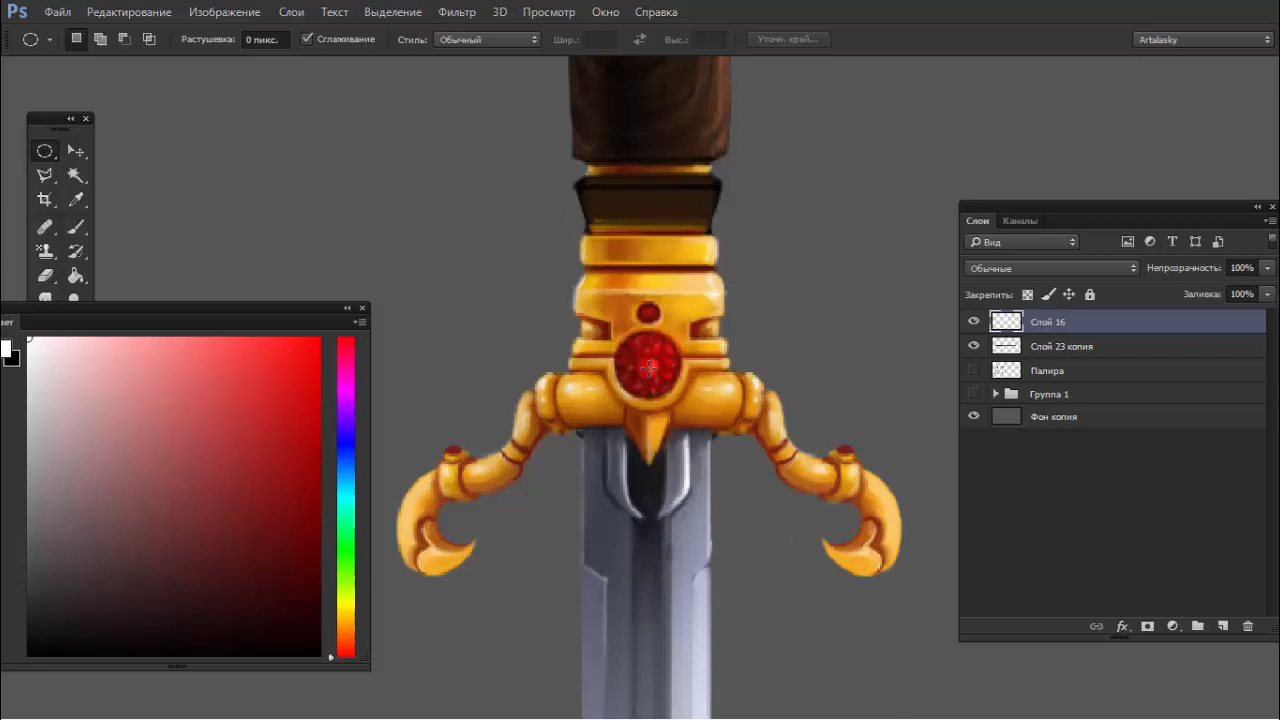 Ps Файл Редактирование Изображение Слои Текст Выделение Фильтр 3D Просмотр Окно Справка
Растушевка: 0 пикс. Сглаживание Стиль: Обычный Шир.: Выс.: Уточн. край... Artalasky
Слои Каналы
Вид
Обычные Непрозрачность: 100%
Закрепить: Заливка: 100%
ет
Слой 16
Слой 23 копия
Палира
Группа 1
Фон копия
fx